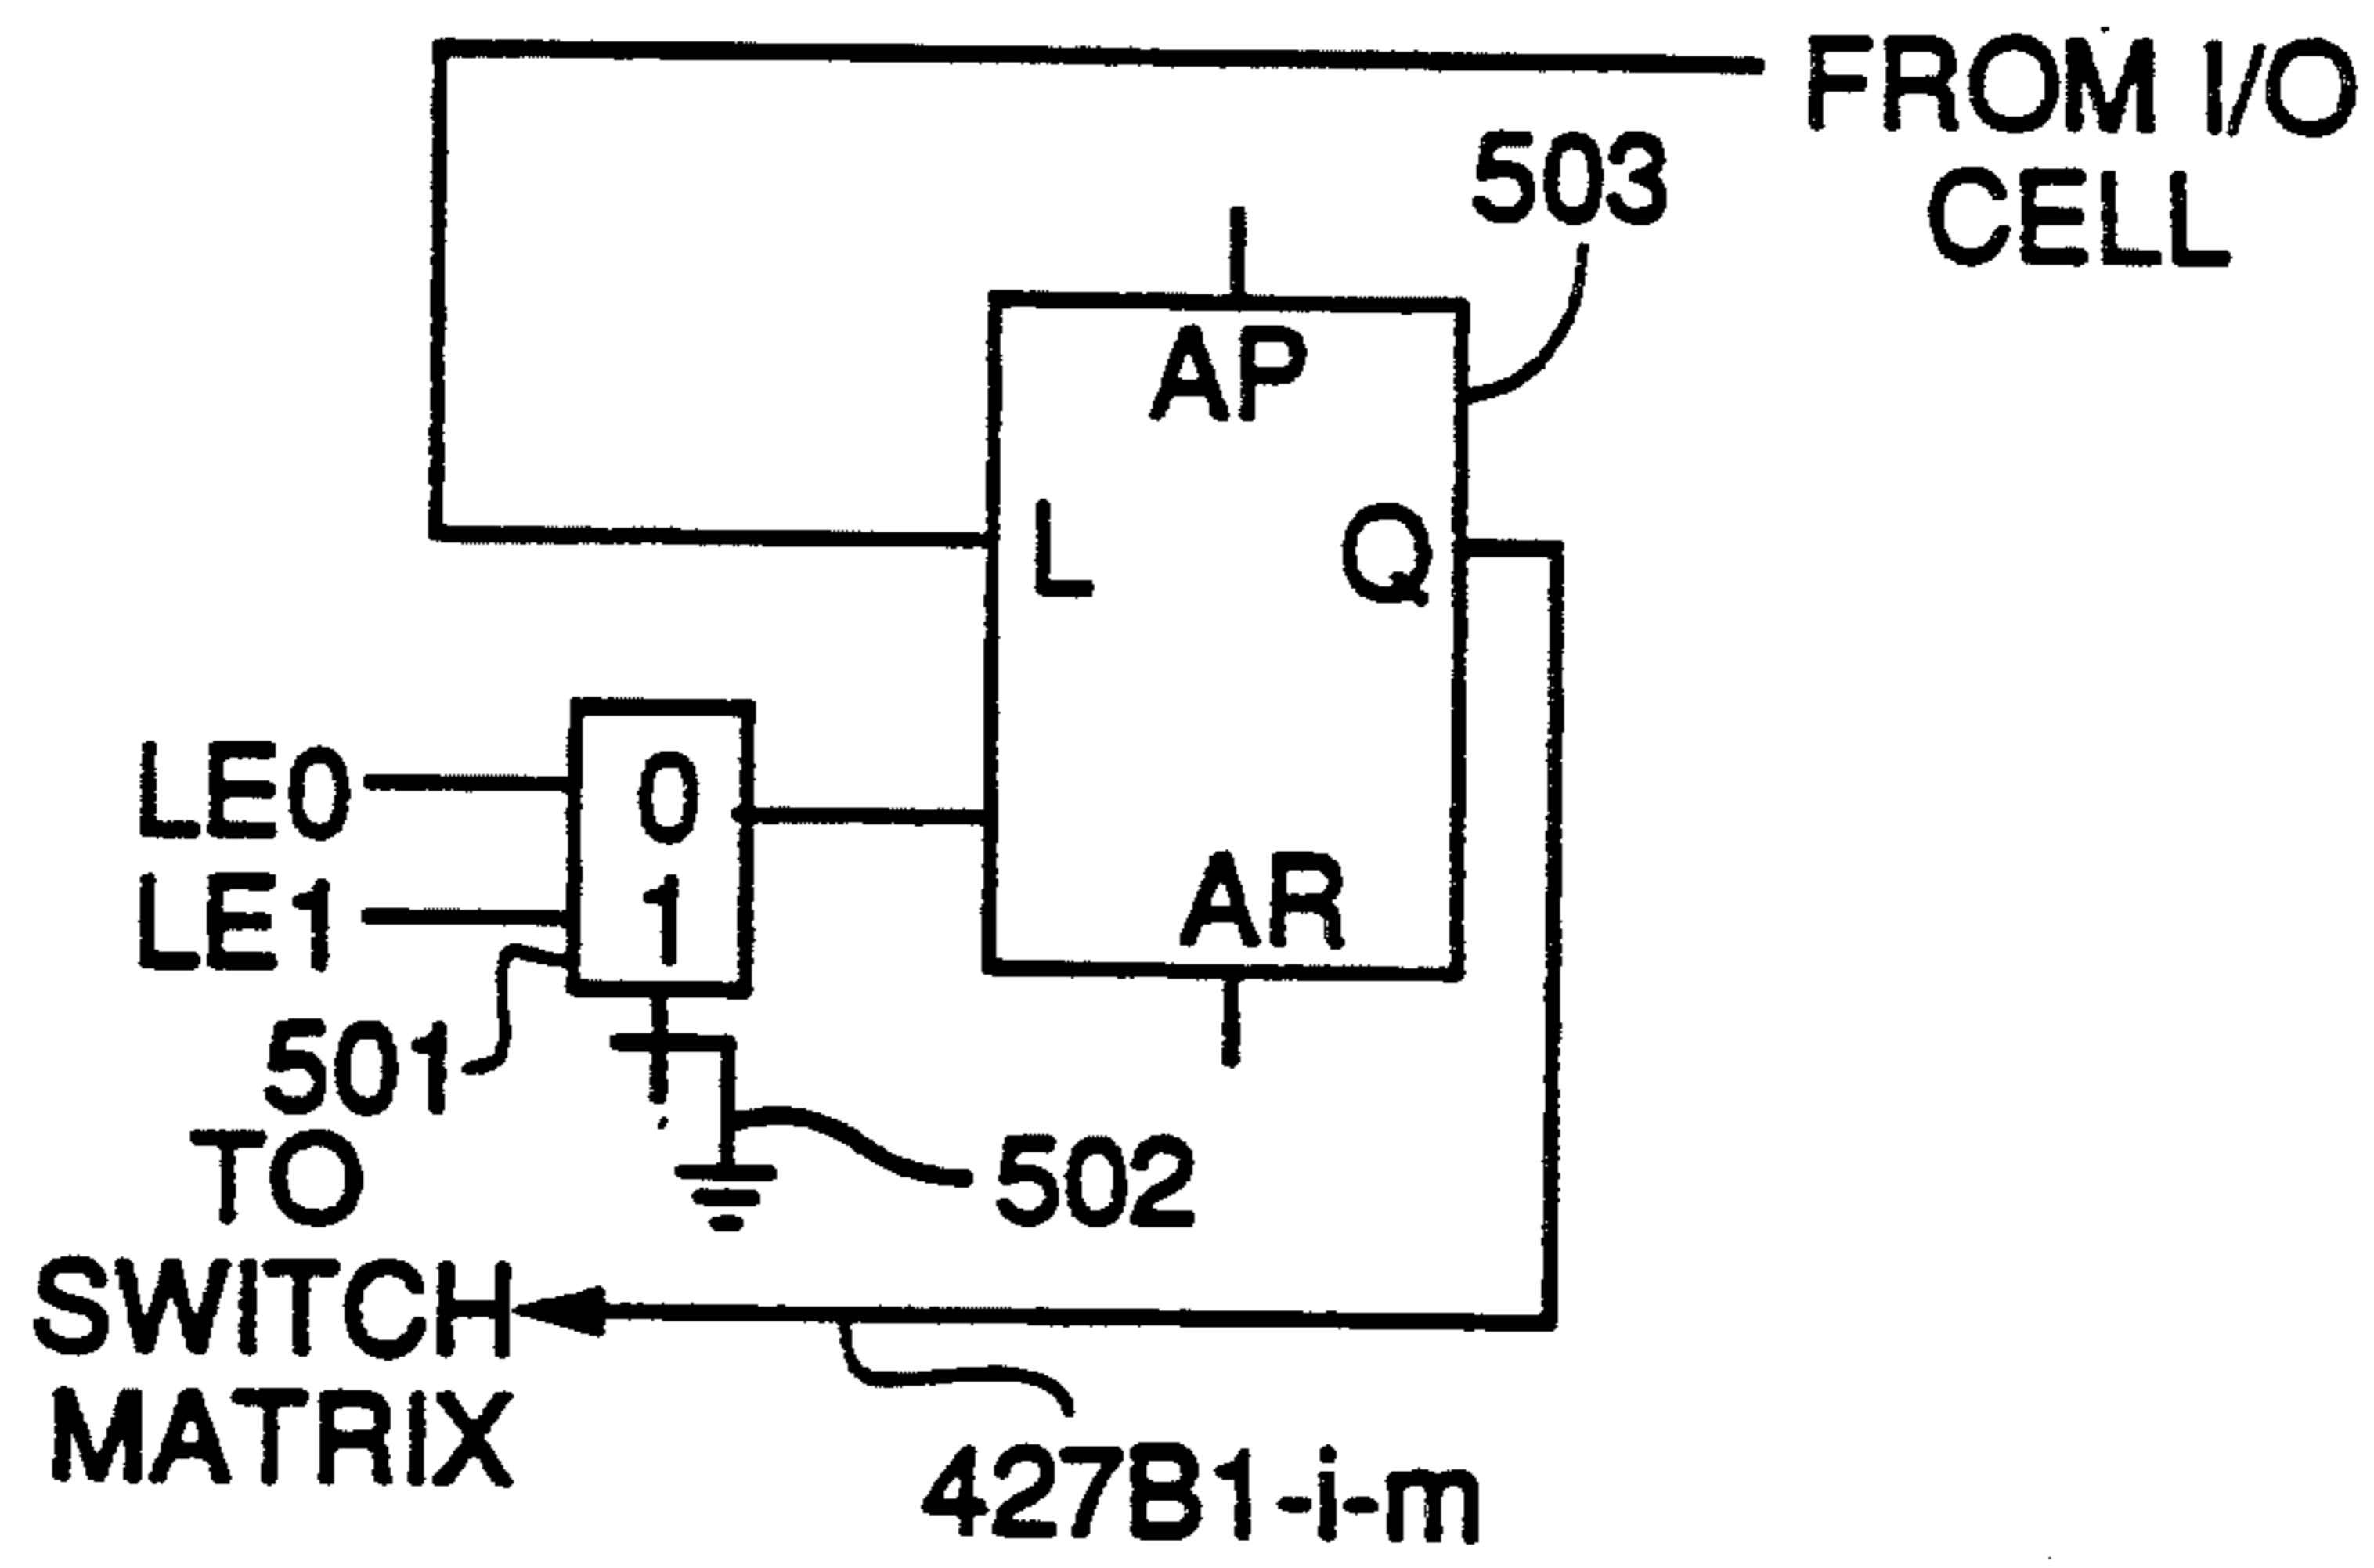 FROM I/O
CELL
503
AP
L
Q
LE0
0
LE1
1
AR
501
502
TO
SWITCH
MATRIX
427B1-i-m